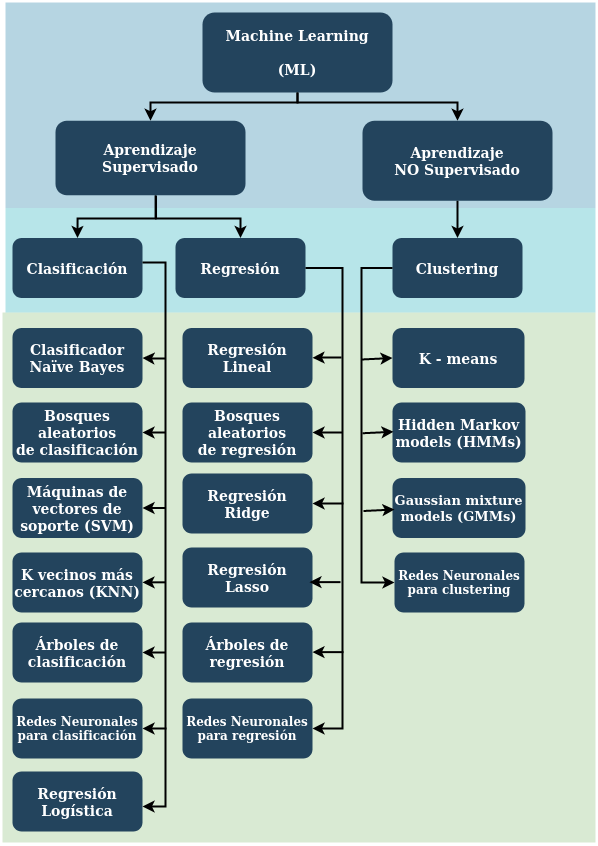 Machine Learning
(ML)
Aprendizaje
Supervisado
Aprendizaje
NO Supervisado
Clasificación
Regresión
Clustering
Clasificador
Naïve Bayes
Bosques
aleatorios
de clasificación
Máquinas de
vectores de
soporte (SVM)
K vecinos más
cercanos (KNN)
Árboles de
clasificación
Redes Neuronales
para clasificación
Regresión
Logística
Regresión
Lineal
Bosques
aleatorios
de regresión
Regresión
Ridge
Regresión
Lasso
Árboles de
regresión
Redes Neuronales
para regresión
K - means
Hidden Markov
models (HMMs)
Gaussian mixture
models (GMMs)
Redes Neuronales
para clustering